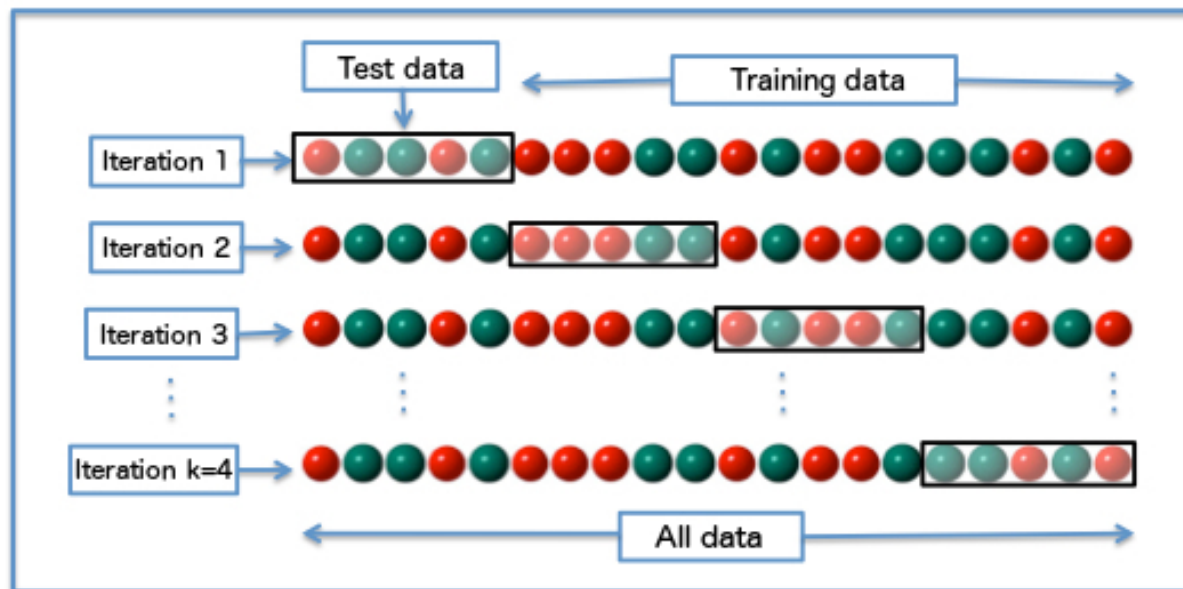 Test data
Training data
Iteration 1
Iteration 2
Iteration 3
Iteration k=4
All data